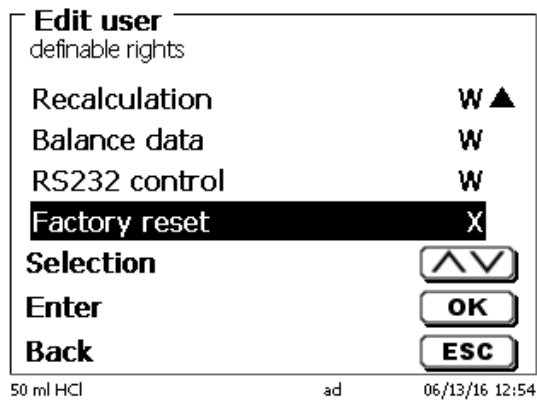 Edit user
definable rights
Recalculation W ▲
Balance data W
RS232 control W
Factory reset X
Selection
Enter OK
Back ESC
50 ml HCl ad 06/13/16 12:54